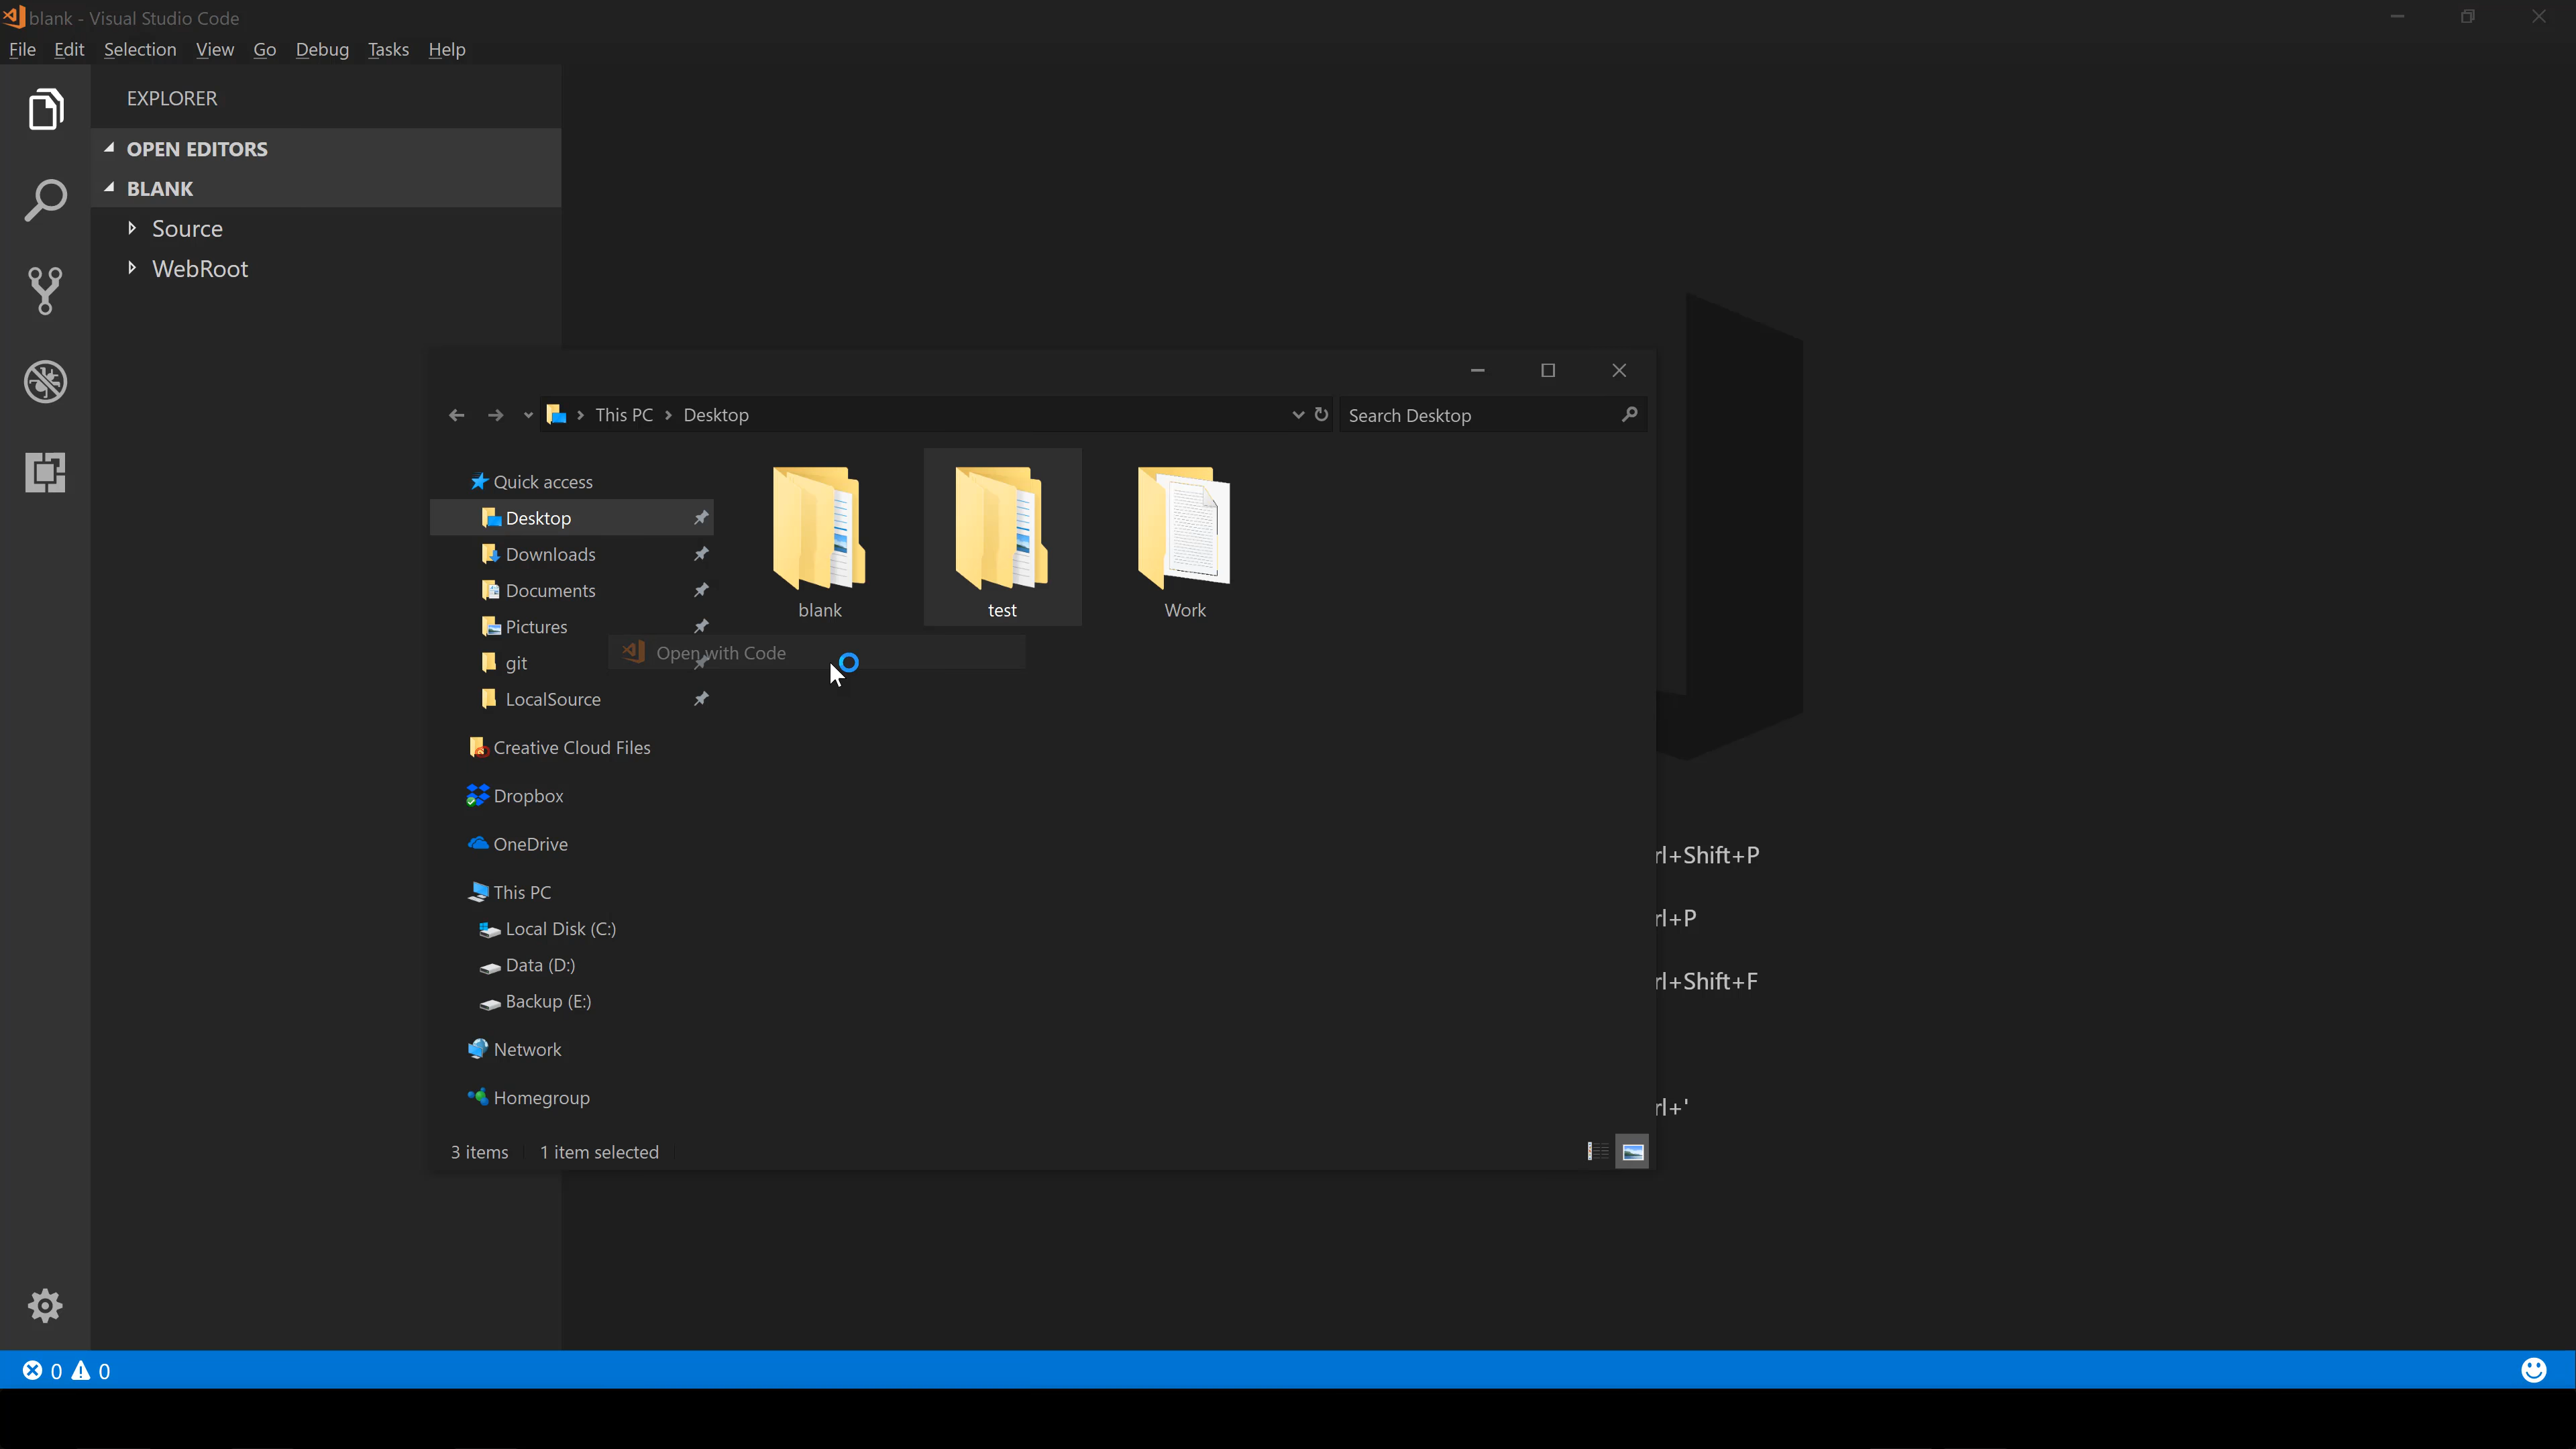 blank - Visual Studio Code
File Edit Selection View Go Debug Tasks Help
EXPLORER
OPEN EDITORS
BLANK
Source
WebRoot
This PC Desktop
Search Desktop
Quick access
Desktop
Downloads
Documents
Pictures
git
LocalSource
Creative Cloud Files
Dropbox
OneDrive
This PC
Local Disk (C:)
Data (D:)
Backup (E:)
Network
Homegroup
blank
test
Work
Open with Code
3 items 1 item selected
rl+Shift+P
rl+P
rl+Shift+F
rl+'
0 0